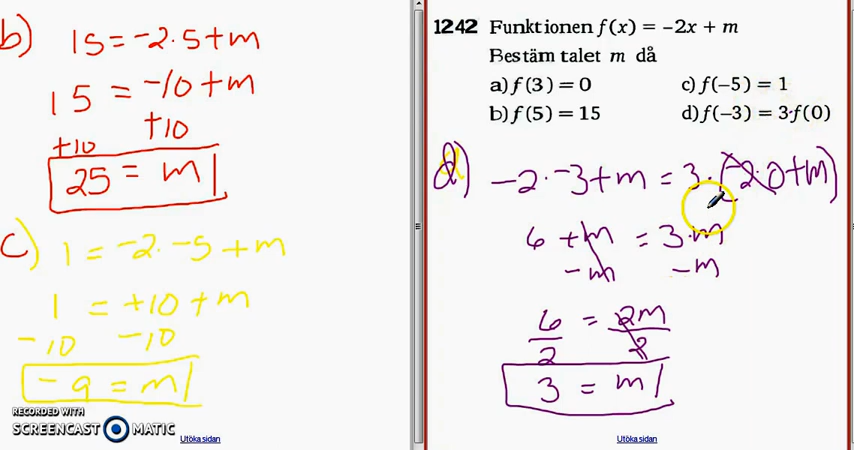 b) 15 = -2·5+m
15 = -10+m
+10 +10
25 = m
c) 1 = -2·-5+m
1 = +10+m
-10 -10
-9 = m
RECORDED WITH
SCREENCAST MATIC
Utöka sidan
1242 Funktionen f(x) = –2x + m
Bestäm talet m då
a) f(3) = 0 c) f(–5) = 1
b) f(5) = 15 d) f(–3) = 3·f(0)
d) -2·-3+m = 3·(-2·0+m)
6 + m = 3·m
-m -m
6/2 = 2m/2
3 = m
Utöka sidan